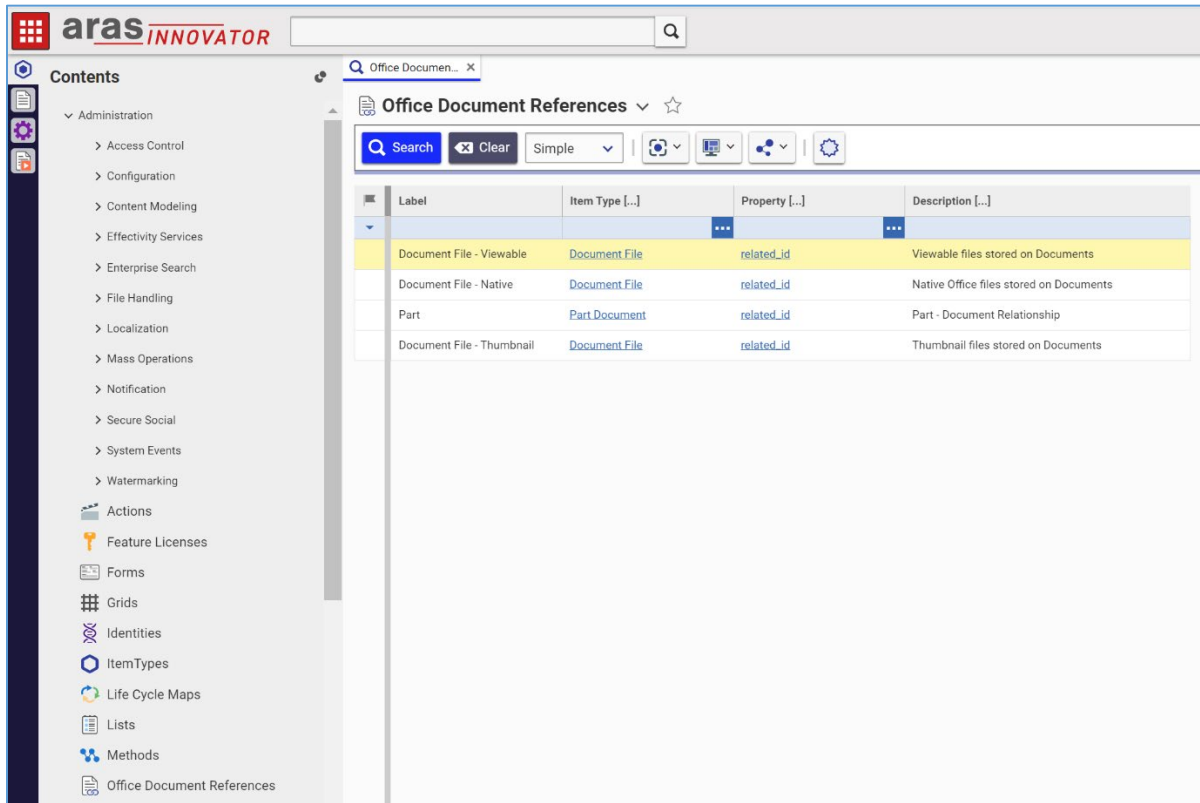 aras INNOVATOR
Contents
Administration
Access Control
Configuration
Content Modeling
Effectivity Services
Enterprise Search
File Handling
Localization
Mass Operations
Notification
Secure Social
System Events
Watermarking
Actions
Feature Licenses
Forms
Grids
Identities
ItemTypes
Life Cycle Maps
Lists
Methods
Office Document References
Office Documen...
Office Document References
Search Clear Simple
Label Item Type [...] Property [...] Description [...]
Document File - Viewable Document File related_id Viewable files stored on Documents
Document File - Native Document File related_id Native Office files stored on Documents
Part Part Document related_id Part - Document Relationship
Document File - Thumbnail Document File related_id Thumbnail files stored on Documents